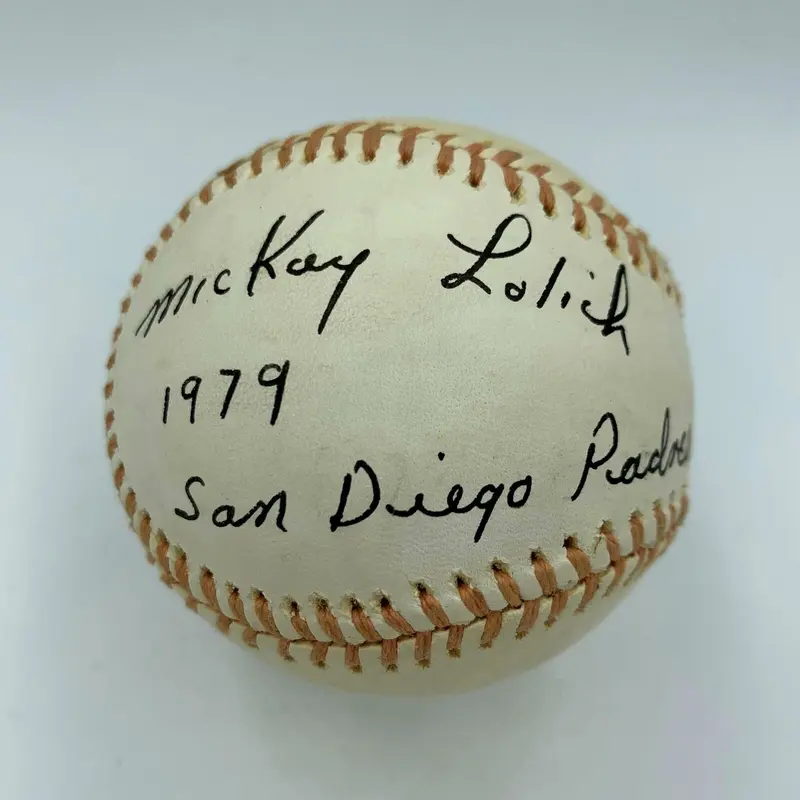 Mickey Lolich
1979
San Diego Padres